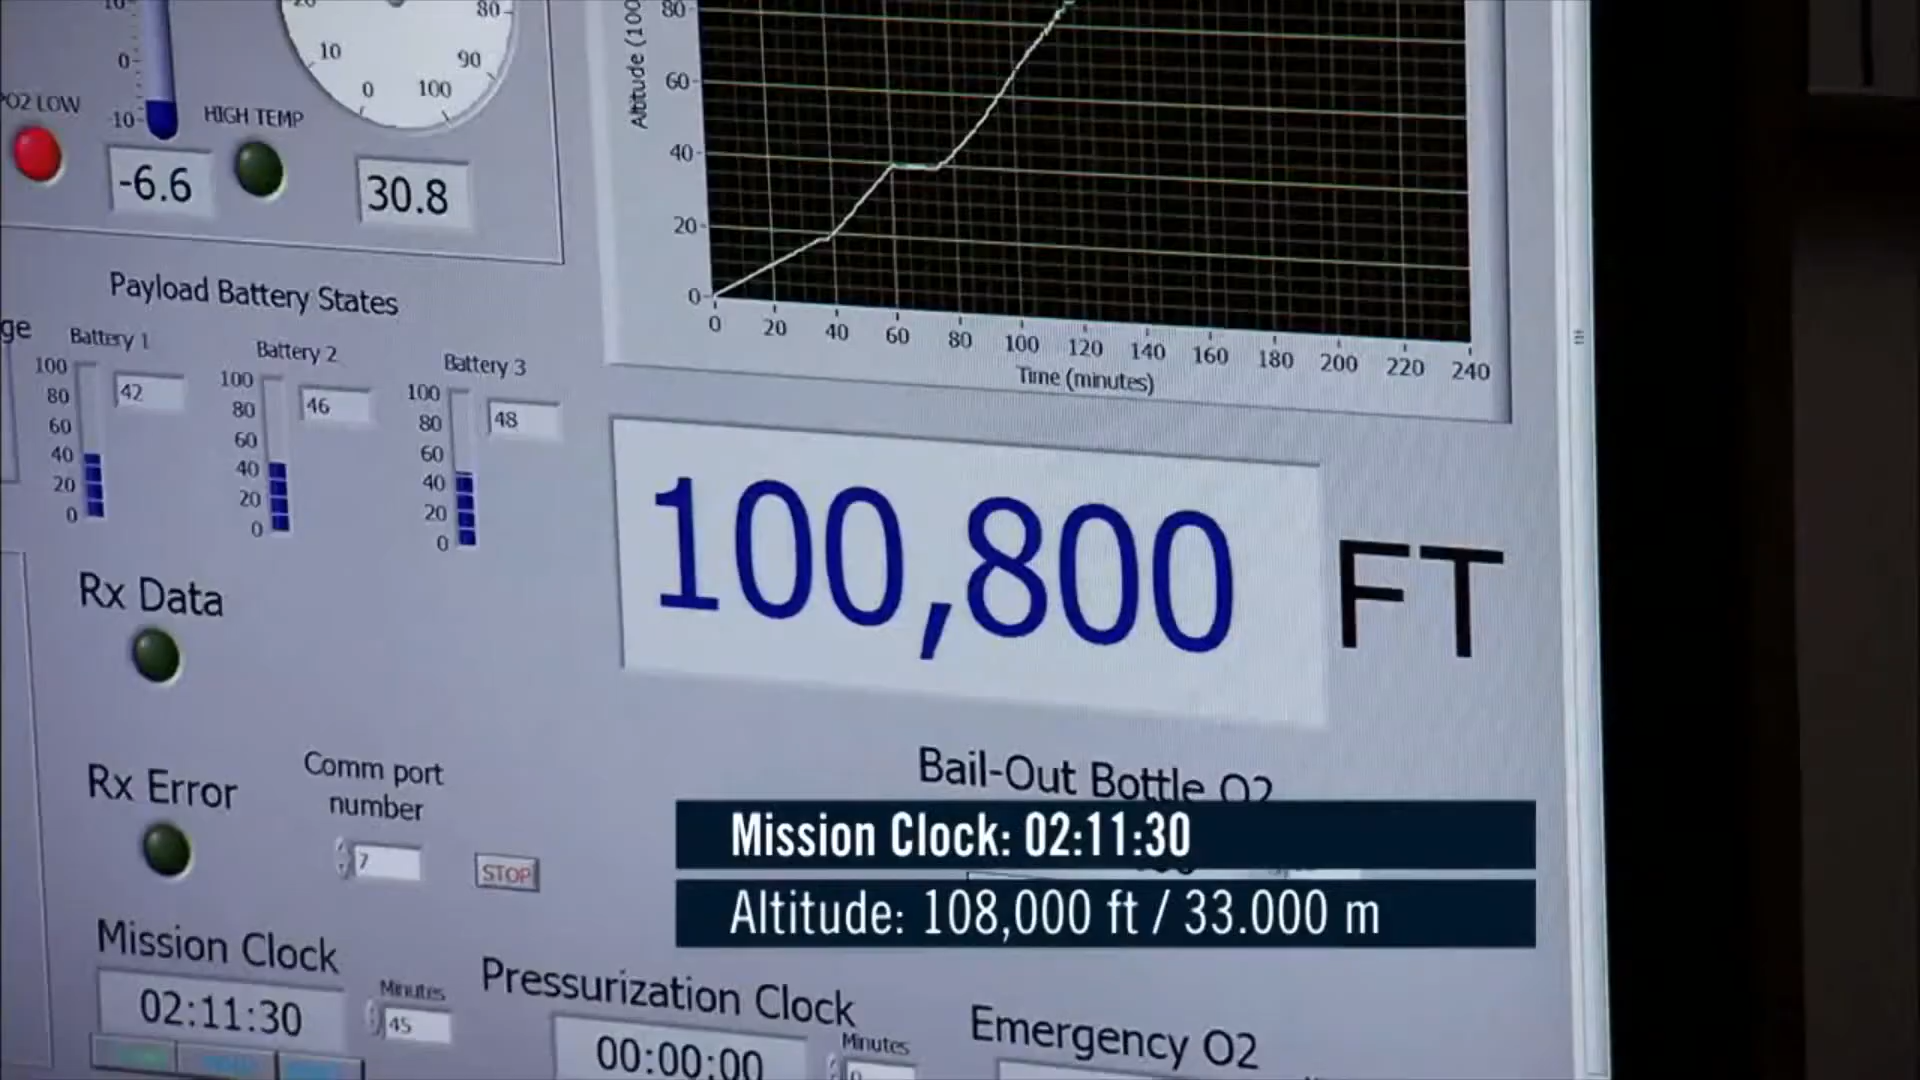 10
0
-10
PO2 LOW
HIGH TEMP
-6.6
30.8
10
0
80
90
100
Altitude (100
80
60
40
20
0
0 20 40 60 80 100 120 140 160 180 200 220 240
Time (minutes)
Payload Battery States
ge
Battery 1
Battery 2
Battery 3
42
46
48
100
80
60
40
20
0
100
80
60
40
20
0
100
80
60
40
20
0
100,800 FT
Rx Data
Rx Error
Comm port
number
7
STOP
Bail-Out Bottle O2
Mission Clock: 02:11:30
Altitude: 108,000 ft / 33.000 m
Mission Clock
02:11:30
Minutes
45
Pressurization Clock
00:00:00
Minutes
0
Emergency O2